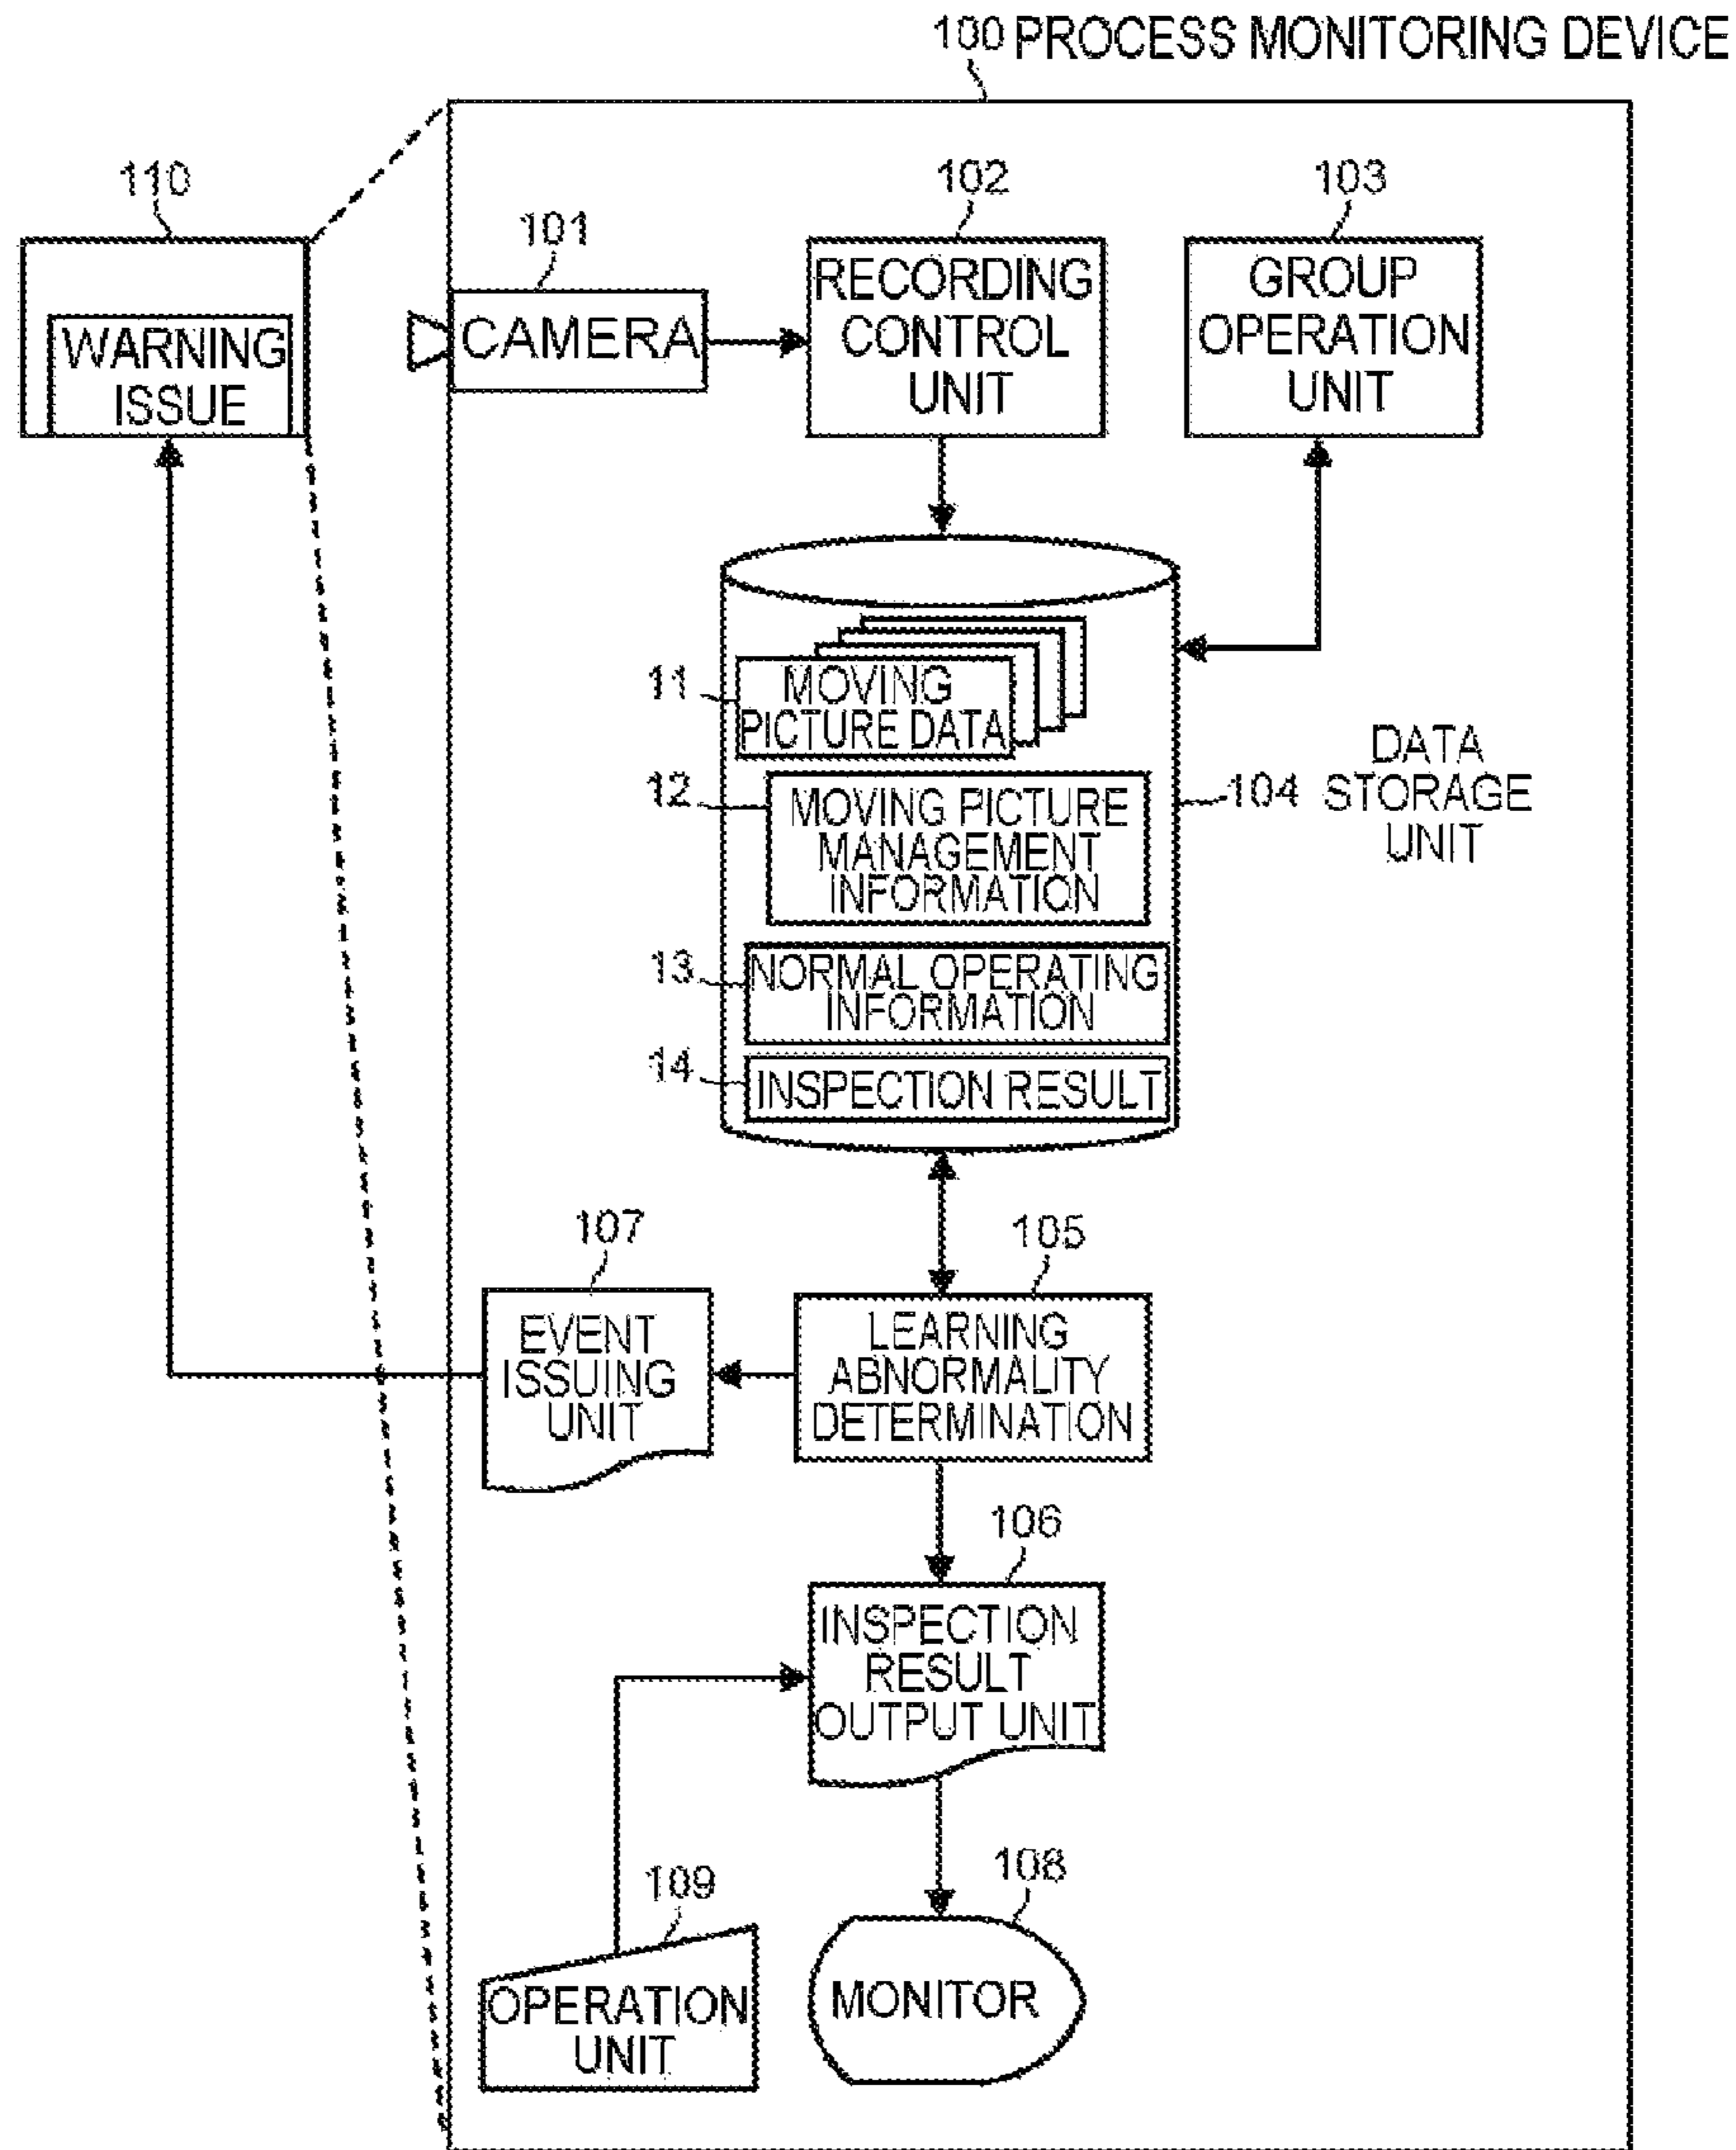 100 PROCESS MONITORING DEVICE
110
WARNING
ISSUE
101
CAMERA
102
RECORDING
CONTROL
UNIT
103
GROUP
OPERATION
UNIT
11
MOVING
PICTURE DATA
12
MOVING PICTURE
MANAGEMENT
INFORMATION
104
DATA
STORAGE
UNIT
13
NORMAL OPERATING
INFORMATION
14
INSPECTION RESULT
107
EVENT
ISSUING
UNIT
105
LEARNING
ABNORMALITY
DETERMINATION
106
INSPECTION
RESULT
OUTPUT UNIT
109
OPERATION
UNIT
108
MONITOR